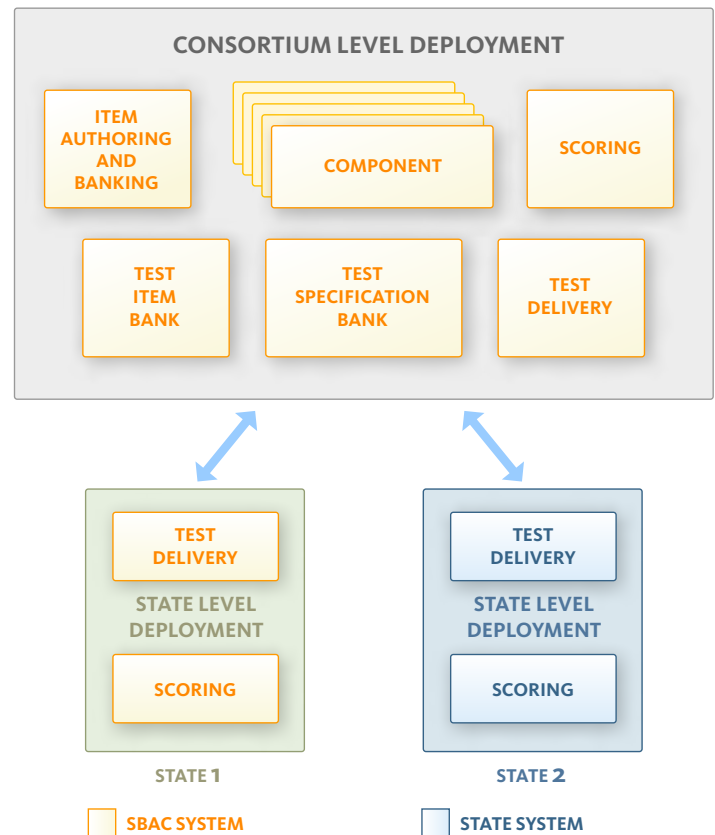 CONSORTIUM LEVEL DEPLOYMENT
ITEM
AUTHORING
AND
BANKING
COMPONENT
SCORING
TEST
ITEM
BANK
TEST
SPECIFICATION
BANK
TEST
DELIVERY
TEST
DELIVERY
STATE LEVEL
DEPLOYMENT
SCORING
STATE 1
TEST
DELIVERY
STATE LEVEL
DEPLOYMENT
SCORING
STATE 2
SBAC SYSTEM
STATE SYSTEM